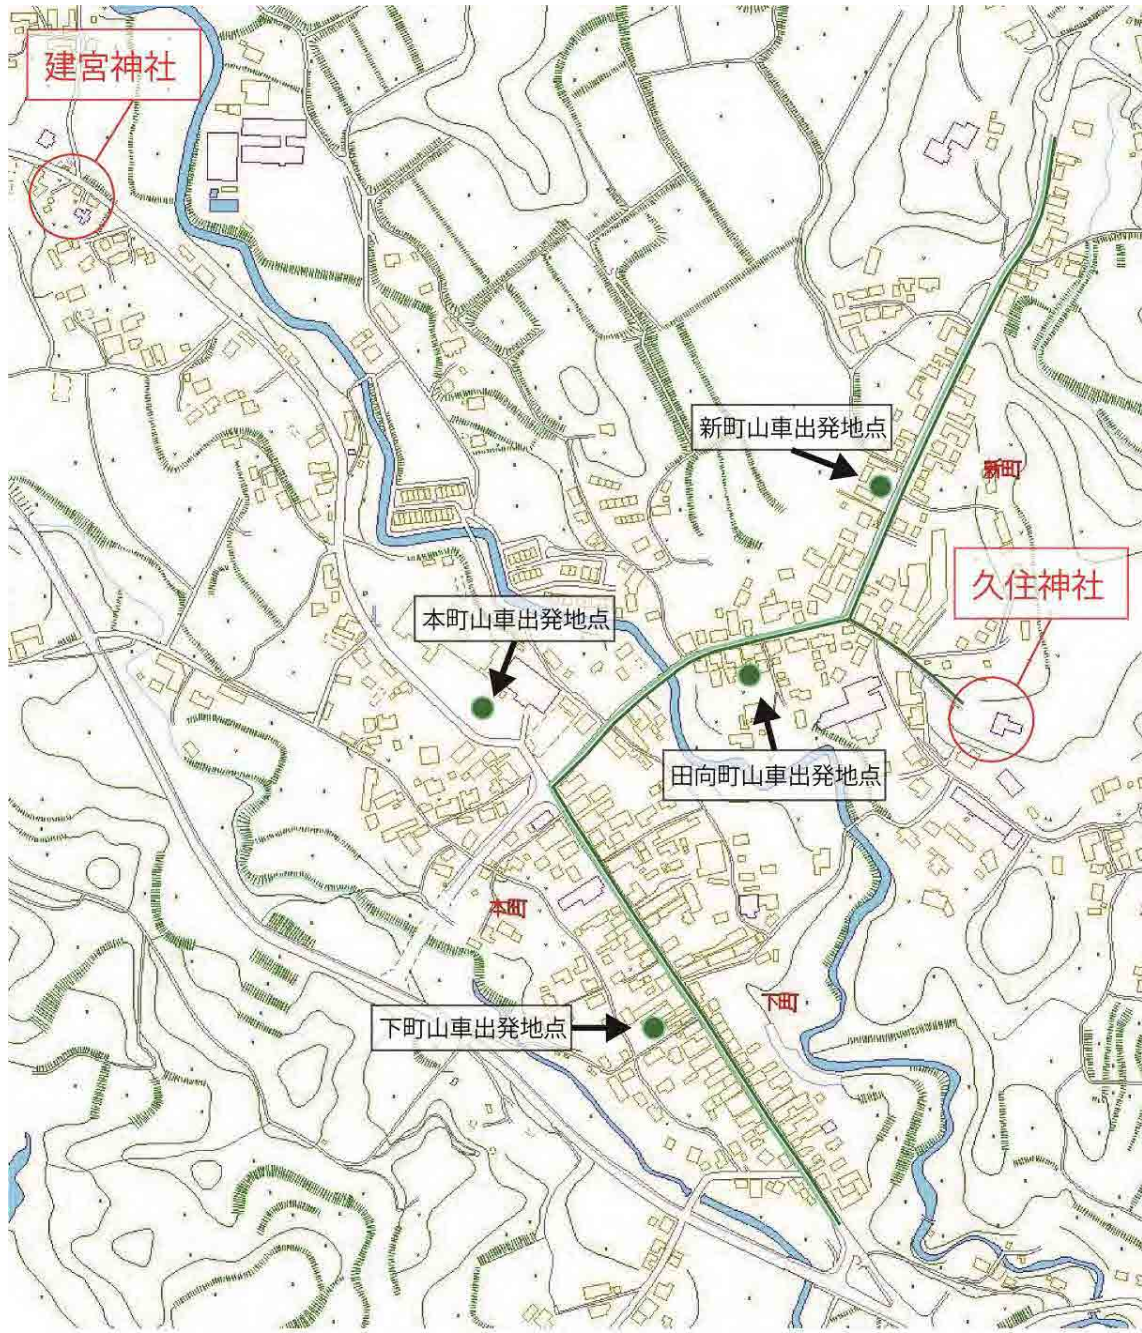 建宮神社
新町山車出発地点
新町
久住神社
本町山車出発地点
田向町山車出発地点
本町
下町
下町山車出発地点